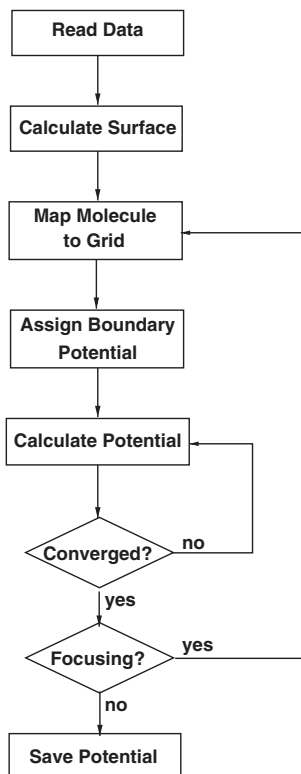 Read Data
Calculate Surface
Map Molecule
to Grid
Assign Boundary
Potential
Calculate Potential
Converged?
no
yes
Focusing?
yes
no
Save Potential